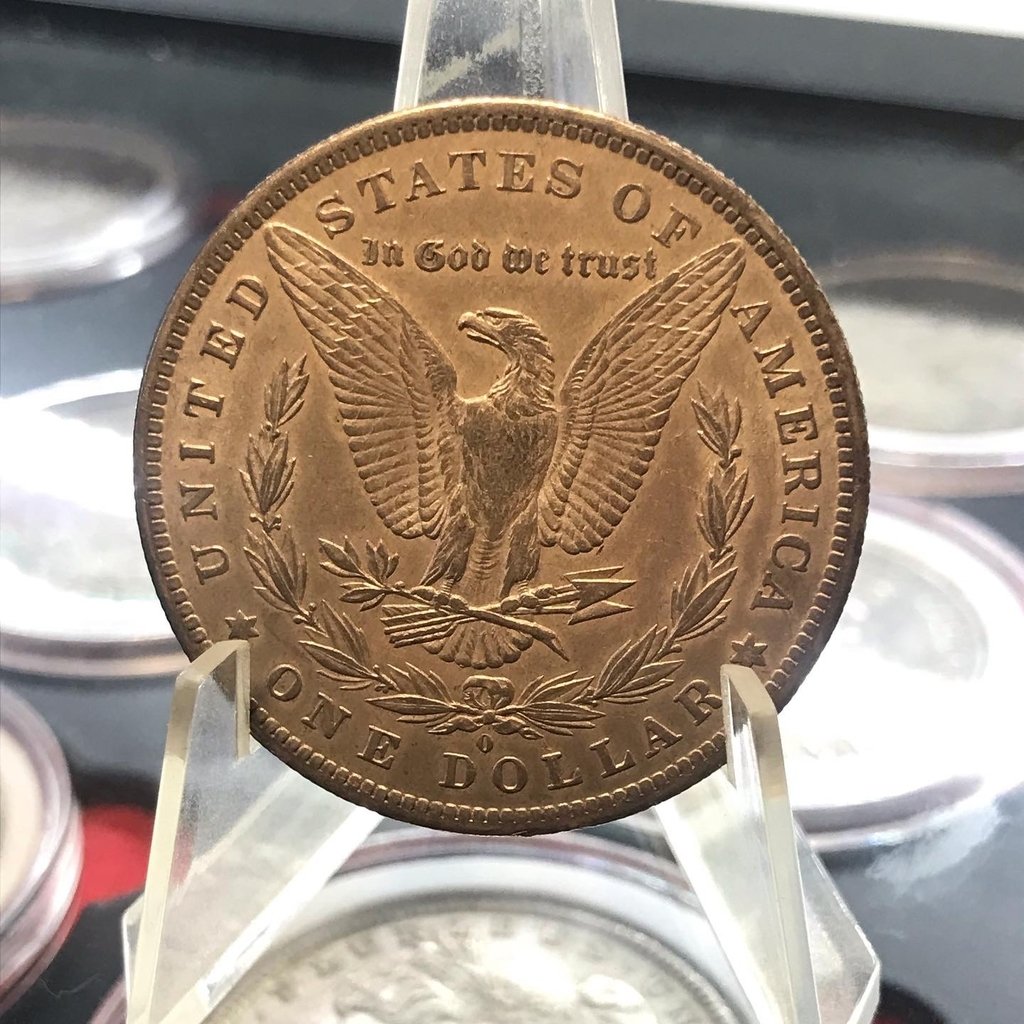 UNITED STATES OF AMERICA
In God we trust
O
ONE DOLLAR